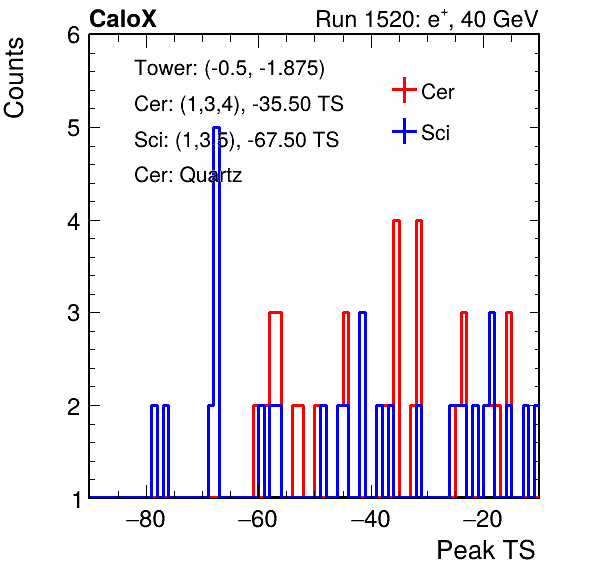 CaloX Run 1520: e+, 40 GeV
Counts
6
5
4
3
2
1
Tower: (-0.5, -1.875)
Cer: (1,3,4), -35.50 TS
Sci: (1,3,5), -67.50 TS
Cer: Quartz
Cer
Sci
−80 −60 −40 −20
Peak TS